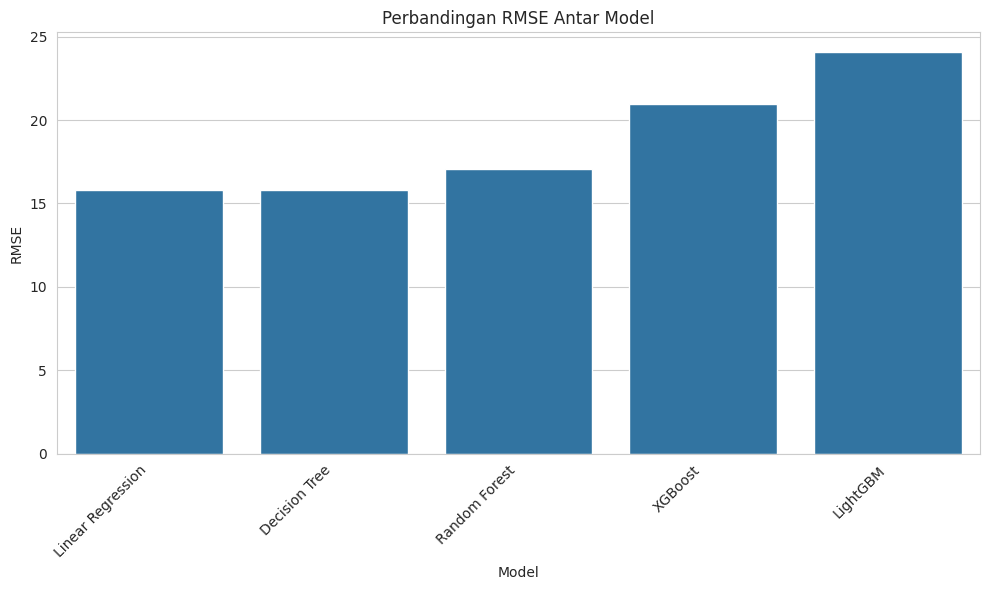 Perbandingan RMSE Antar Model
25
20
15
10
5
0
RMSE
Linear Regression
Decision Tree
Random Forest
XGBoost
LightGBM
Model